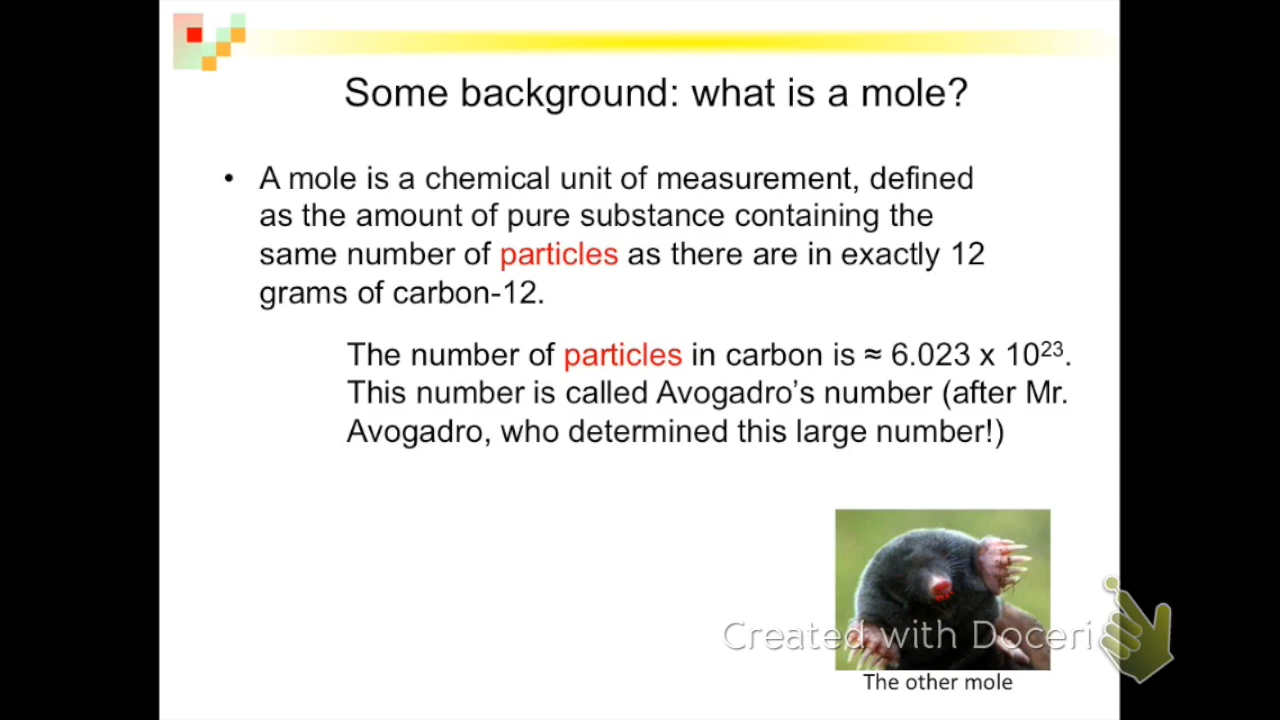 Some background: what is a mole?
• A mole is a chemical unit of measurement, defined
as the amount of pure substance containing the
same number of particles as there are in exactly 12
grams of carbon-12.
The number of particles in carbon is ≈ 6.023 x 10²³.
This number is called Avogadro’s number (after Mr.
Avogadro, who determined this large number!)
Created with Doceri
The other mole